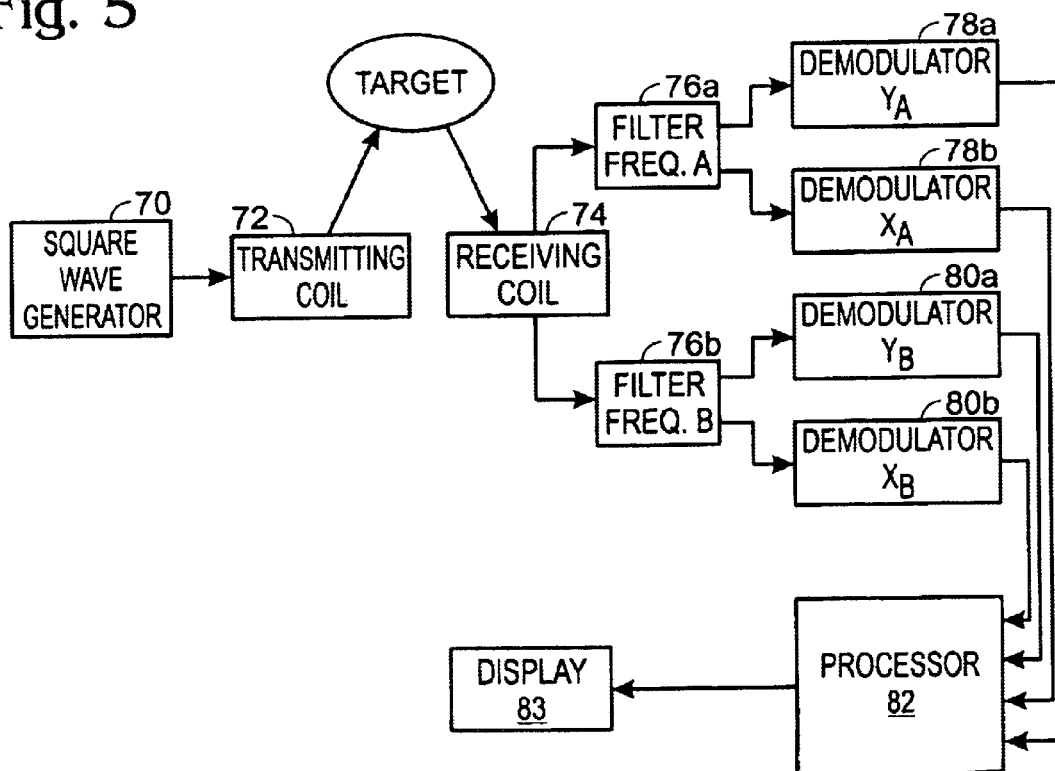 Fig. 5
78a
DEMODULATOR
YA
TARGET
76a
FILTER
FREQ. A
78b
DEMODULATOR
XA
70
SQUARE
WAVE
GENERATOR
72
TRANSMITTING
COIL
74
RECEIVING
COIL
80a
DEMODULATOR
YB
76b
FILTER
FREQ. B
80b
DEMODULATOR
XB
PROCESSOR
82
DISPLAY
83